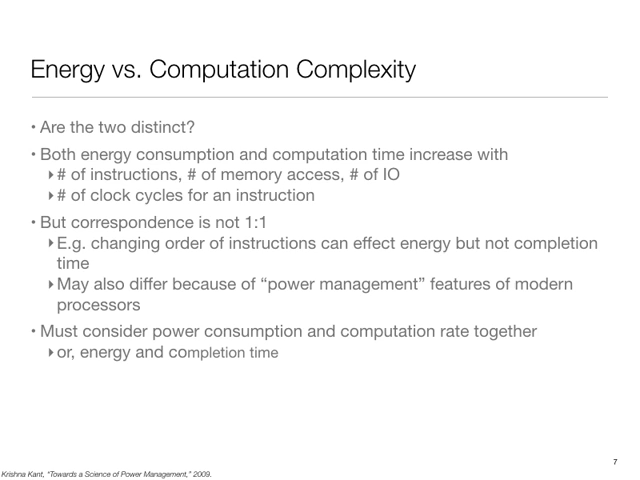 Energy vs. Computation Complexity
• Are the two distinct?
• Both energy consumption and computation time increase with
‣ # of instructions, # of memory access, # of IO
‣ # of clock cycles for an instruction
• But correspondence is not 1:1
‣ E.g. changing order of instructions can effect energy but not completion
time
‣ May also differ because of “power management” features of modern
processors
• Must consider power consumption and computation rate together
‣ or, energy and completion time
7
Krishna Kant, “Towards a Science of Power Management,” 2009.